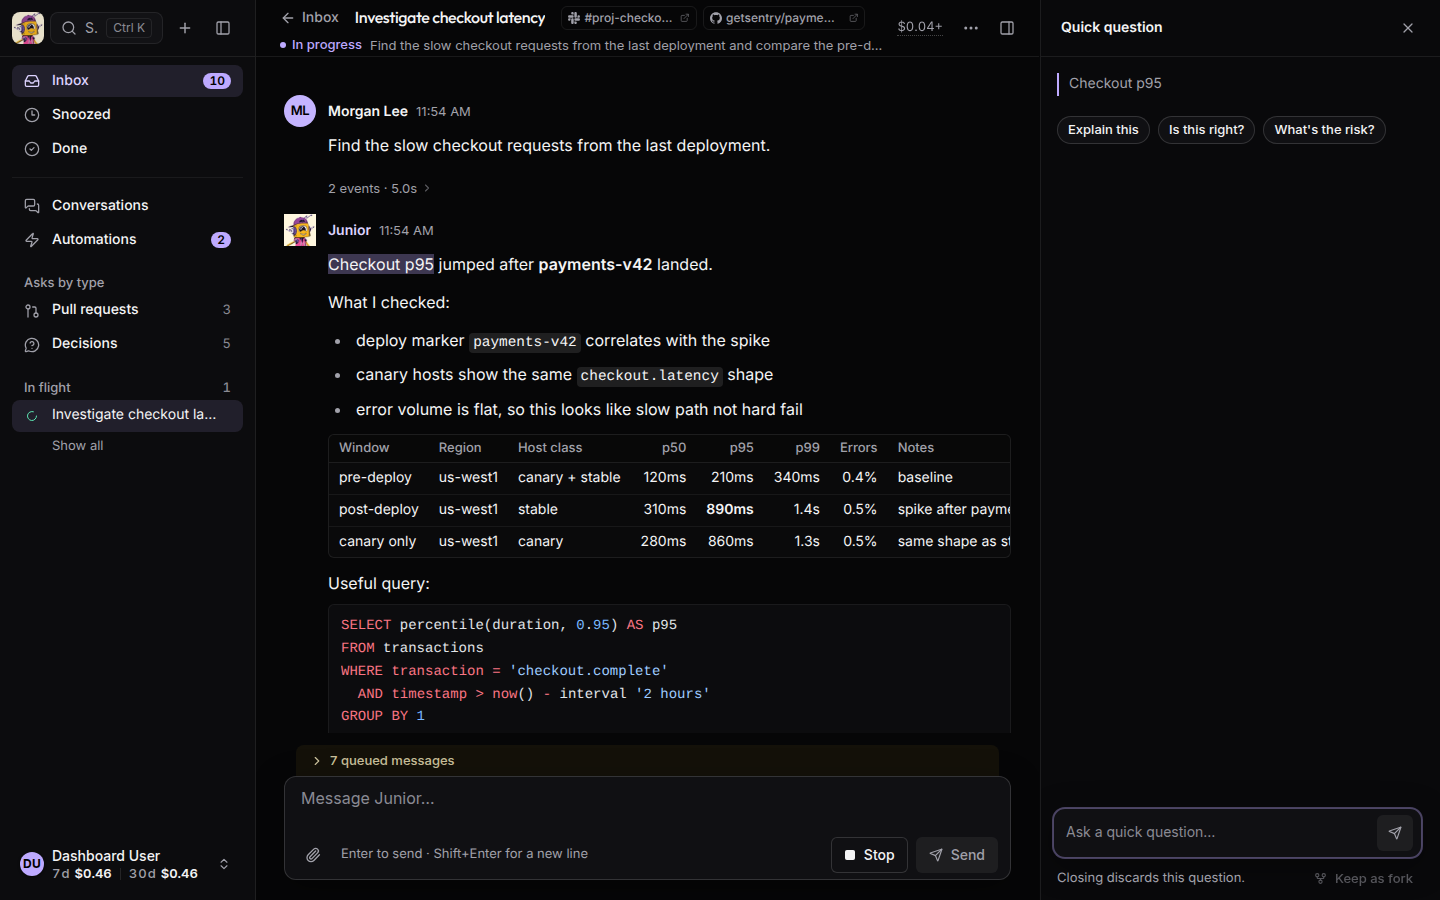 S. Ctrl K
Inbox 10
Snoozed
Done
Conversations
Automations 2
Asks by type
Pull requests 3
Decisions 5
In flight 1
Investigate checkout la...
Show all
DU Dashboard User
7d $0.46 30d $0.46
Inbox Investigate checkout latency #proj-checko... getsentry/payme... $0.04+
In progress Find the slow checkout requests from the last deployment and compare the pre-d...
ML Morgan Lee 11:54 AM
Find the slow checkout requests from the last deployment.
2 events · 5.0s
Junior 11:54 AM
Checkout p95 jumped after payments-v42 landed.
What I checked:
• deploy marker payments-v42 correlates with the spike
• canary hosts show the same checkout.latency shape
• error volume is flat, so this looks like slow path not hard fail
Window Region Host class p50 p95 p99 Errors Notes
pre-deploy us-west1 canary + stable 120ms 210ms 340ms 0.4% baseline
post-deploy us-west1 stable 310ms 890ms 1.4s 0.5% spike after payme
canary only us-west1 canary 280ms 860ms 1.3s 0.5% same shape as st
Useful query:
SELECT percentile(duration, 0.95) AS p95
FROM transactions
WHERE transaction = 'checkout.complete'
AND timestamp > now() - interval '2 hours'
GROUP BY 1
7 queued messages
Message Junior...
Enter to send · Shift+Enter for a new line
Stop Send
Quick question
Checkout p95
Explain this Is this right? What's the risk?
Ask a quick question...
Closing discards this question. Keep as fork